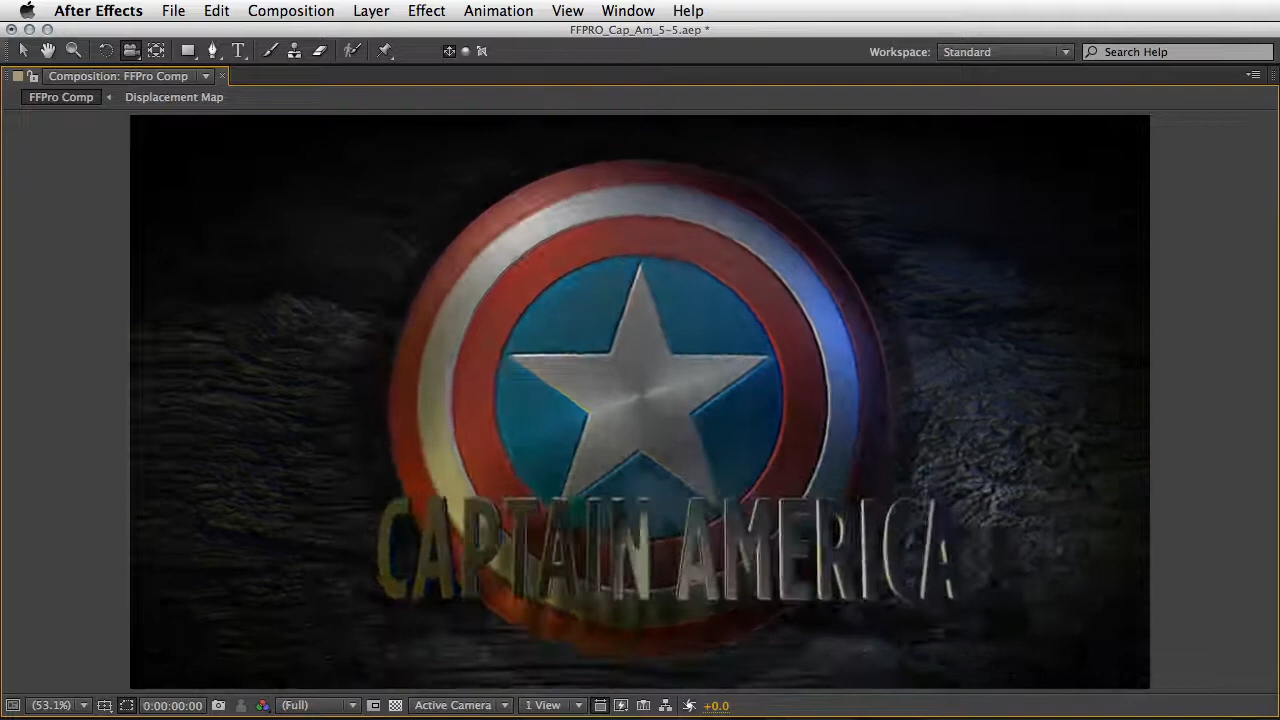 After Effects File Edit Composition Layer Effect Animation View Window Help
FFPRO_Cap_Am_5-5.aep *
T Workspace: Standard Search Help
Composition: FFPro Comp
FFPro Comp Displacement Map
CAPTAIN AMERICA
(53.1%) 0:00:00:00 (Full) Active Camera 1 View +0.0